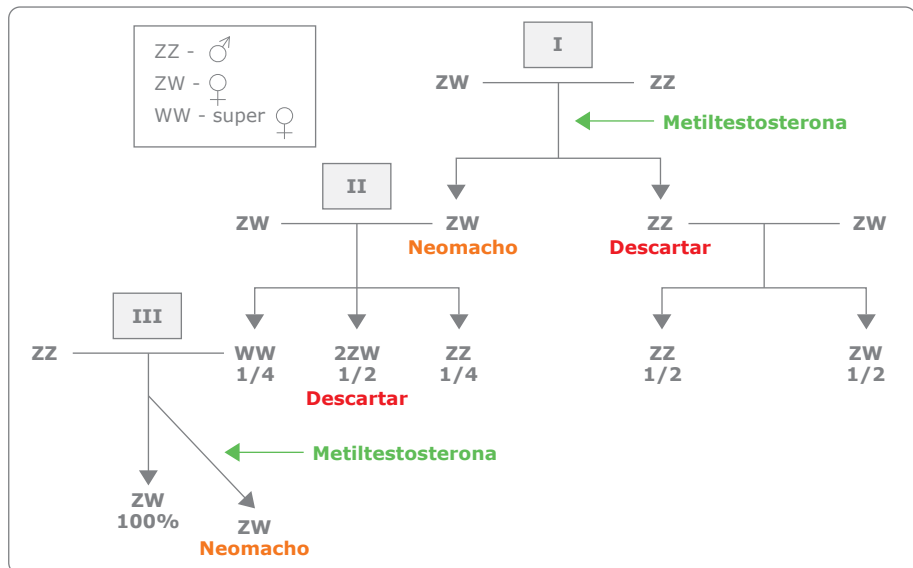 ZZ - ♂
ZW - ♀
WW - super ♀
I
ZW ZZ
Metiltestosterona
II
ZW ZW ZZ ZW
Neomacho Descartar
III
ZZ WW 2ZW ZZ ZZ ZW
1/4 1/2 1/4 1/2 1/2
Descartar
Metiltestosterona
ZW
100%
ZW
Neomacho